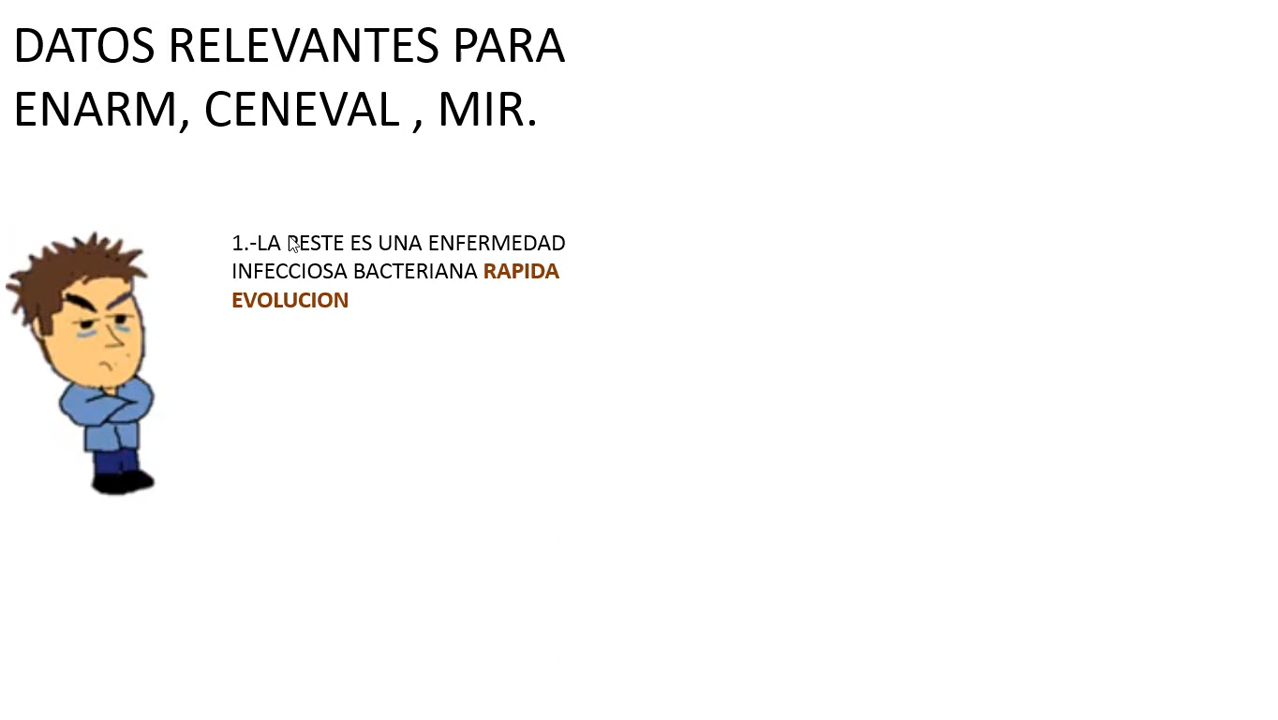 DATOS RELEVANTES PARA
ENARM, CENEVAL , MIR.
1.-LA PESTE ES UNA ENFERMEDAD
INFECCIOSA BACTERIANA RAPIDA
EVOLUCION